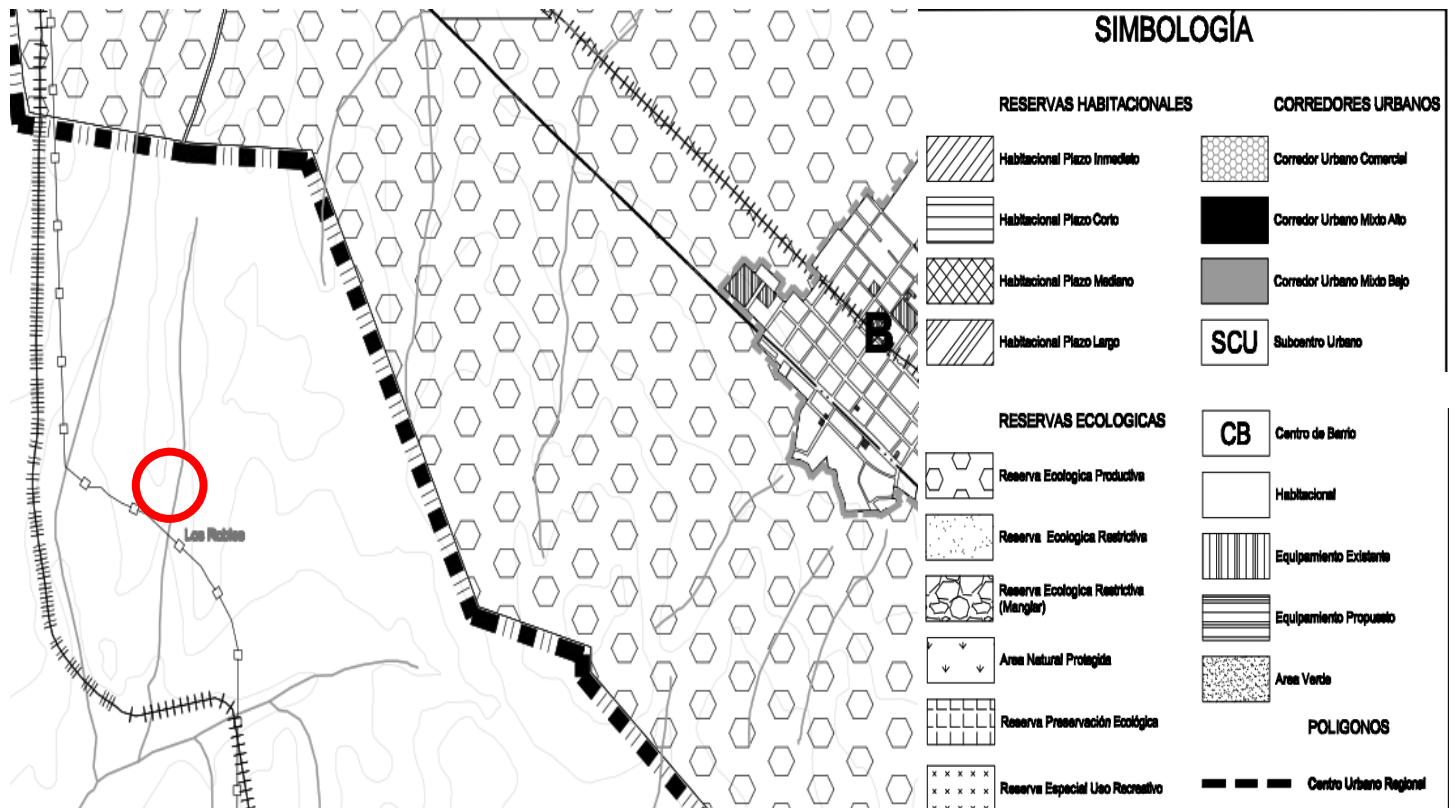 SIMBOLOGÍA
RESERVAS HABITACIONALES
Habitacional Plazo Inmediato
Habitacional Plazo Corto
Habitacional Plazo Mediano
Habitacional Plazo Largo
CORREDORES URBANOS
Corredor Urbano Comercial
Corredor Urbano Mixto Alto
Corredor Urbano Mixto Bajo
SCU
Subcentro Urbano
RESERVAS ECOLOGICAS
Reserva Ecologica Productiva
Reserva Ecologica Restrictiva
Reserva Ecologica Restrictiva
(Manglar)
Area Natural Protegida
Reserva Preservación Ecológica
Reserva Especial Uso Recreativo
CB
Centro de Barrio
Habitacional
Equipamiento Existente
Equipamiento Propuesto
Area Verde
POLIGONOS
Centro Urbano Regional
B
Los Robles